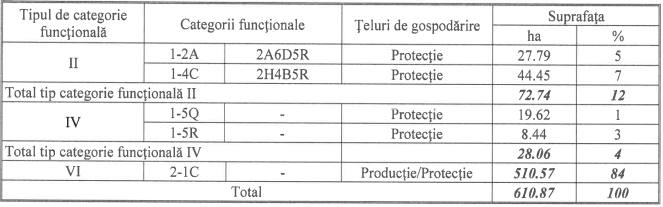 Tipul de categorie funcțională Categorii funcționale Țeluri de gospodărire Suprafața
ha %
II 1-2A 2A6D5R Protecție 27.79 5
1-4C 2H4B5R Protecție 44.45 7
Total tip categorie funcțională II 72.74 12
IV 1-5Q - Protecție 19.62 1
1-5R - Protecție 8.44 3
Total tip categorie funcțională IV 28.06 4
VI 2-1C - Producție/Protecție 510.57 84
Total 610.87 100